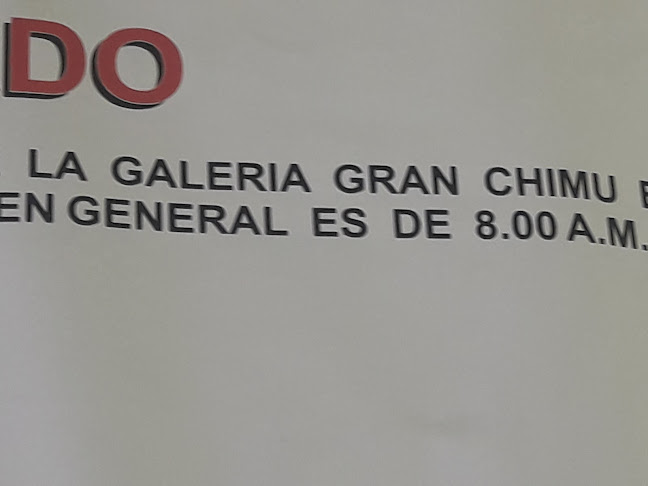 DO
LA GALERIA GRAN CHIMU
EN GENERAL ES DE 8.00 A.M.